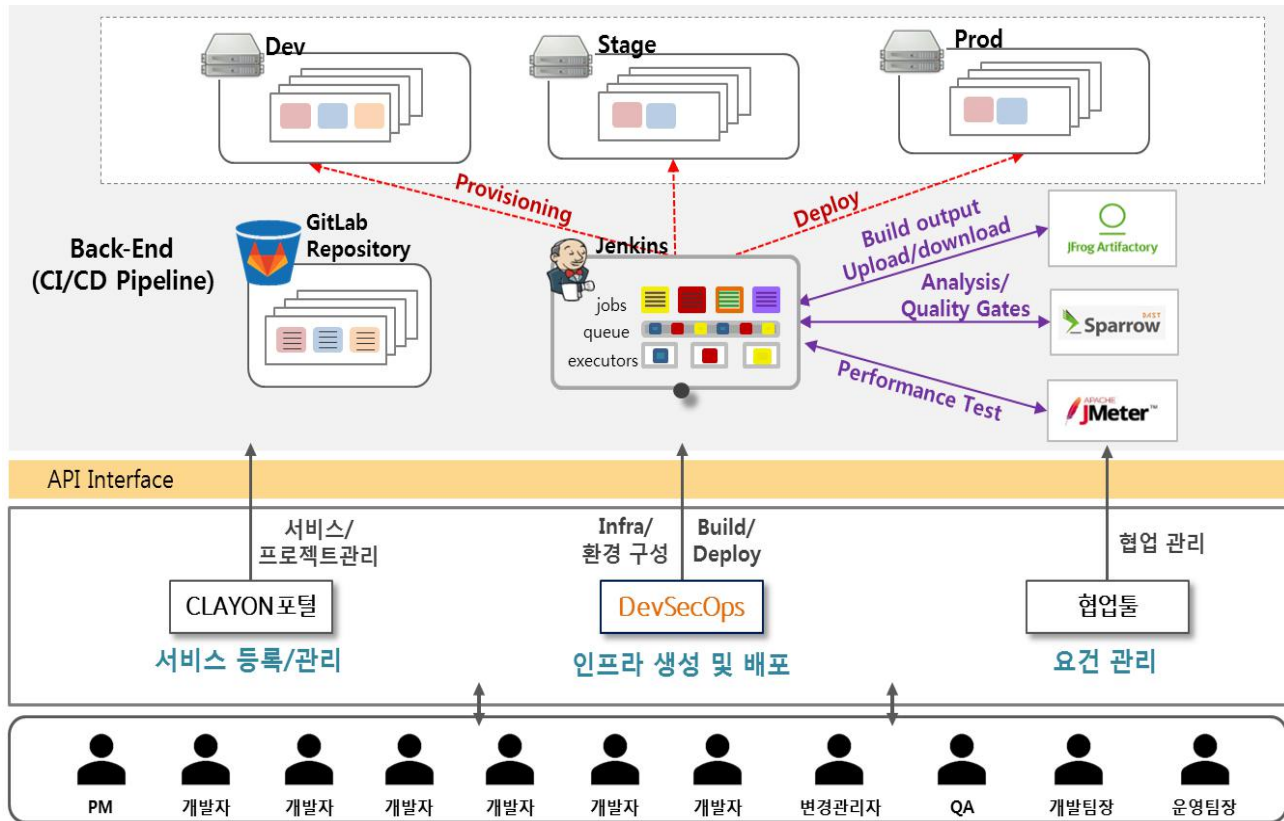 Dev
Stage
Prod
Provisioning
Deploy
GitLab
Repository
Back-End
(CI/CD Pipeline)
Jenkins
jobs
queue
executors
Build output
Upload/download
JFrog Artifactory
Analysis/
Quality Gates
DAST
Sparrow
Performance Test
APACHE
JMeter™
API Interface
서비스/
프로젝트관리
Infra/
환경 구성
Build/
Deploy
협업 관리
CLAYON포털
DevSecOps
협업툴
서비스 등록/관리
인프라 생성 및 배포
요건 관리
PM
개발자
개발자
개발자
개발자
개발자
개발자
변경관리자
QA
개발팀장
운영팀장